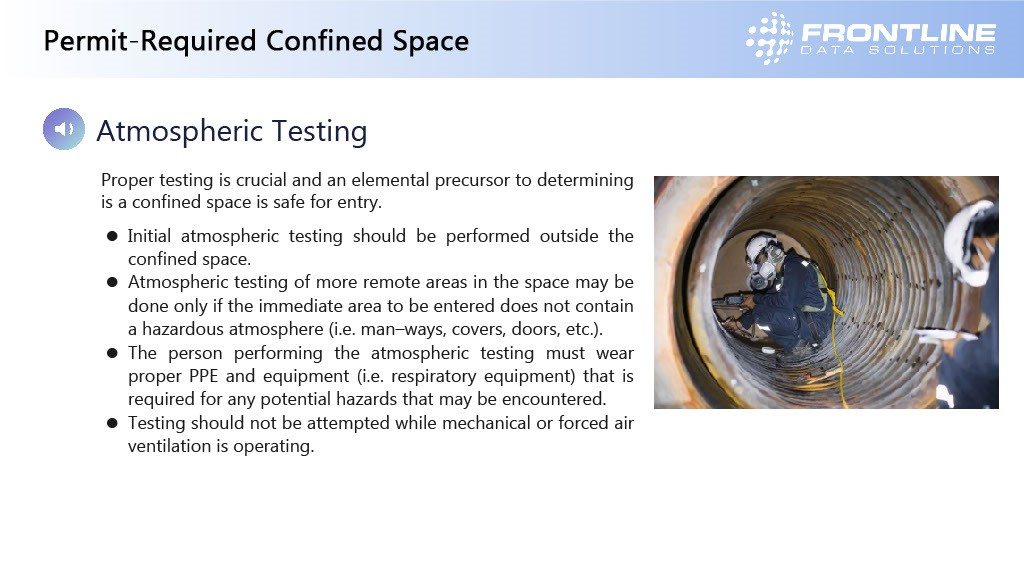 Permit-Required Confined Space
FRONTLINE
DATA SOLUTIONS
Atmospheric Testing
Proper testing is crucial and an elemental precursor to determining
is a confined space is safe for entry.
● Initial atmospheric testing should be performed outside the
confined space.
● Atmospheric testing of more remote areas in the space may be
done only if the immediate area to be entered does not contain
a hazardous atmosphere (i.e. man–ways, covers, doors, etc.).
● The person performing the atmospheric testing must wear
proper PPE and equipment (i.e. respiratory equipment) that is
required for any potential hazards that may be encountered.
● Testing should not be attempted while mechanical or forced air
ventilation is operating.